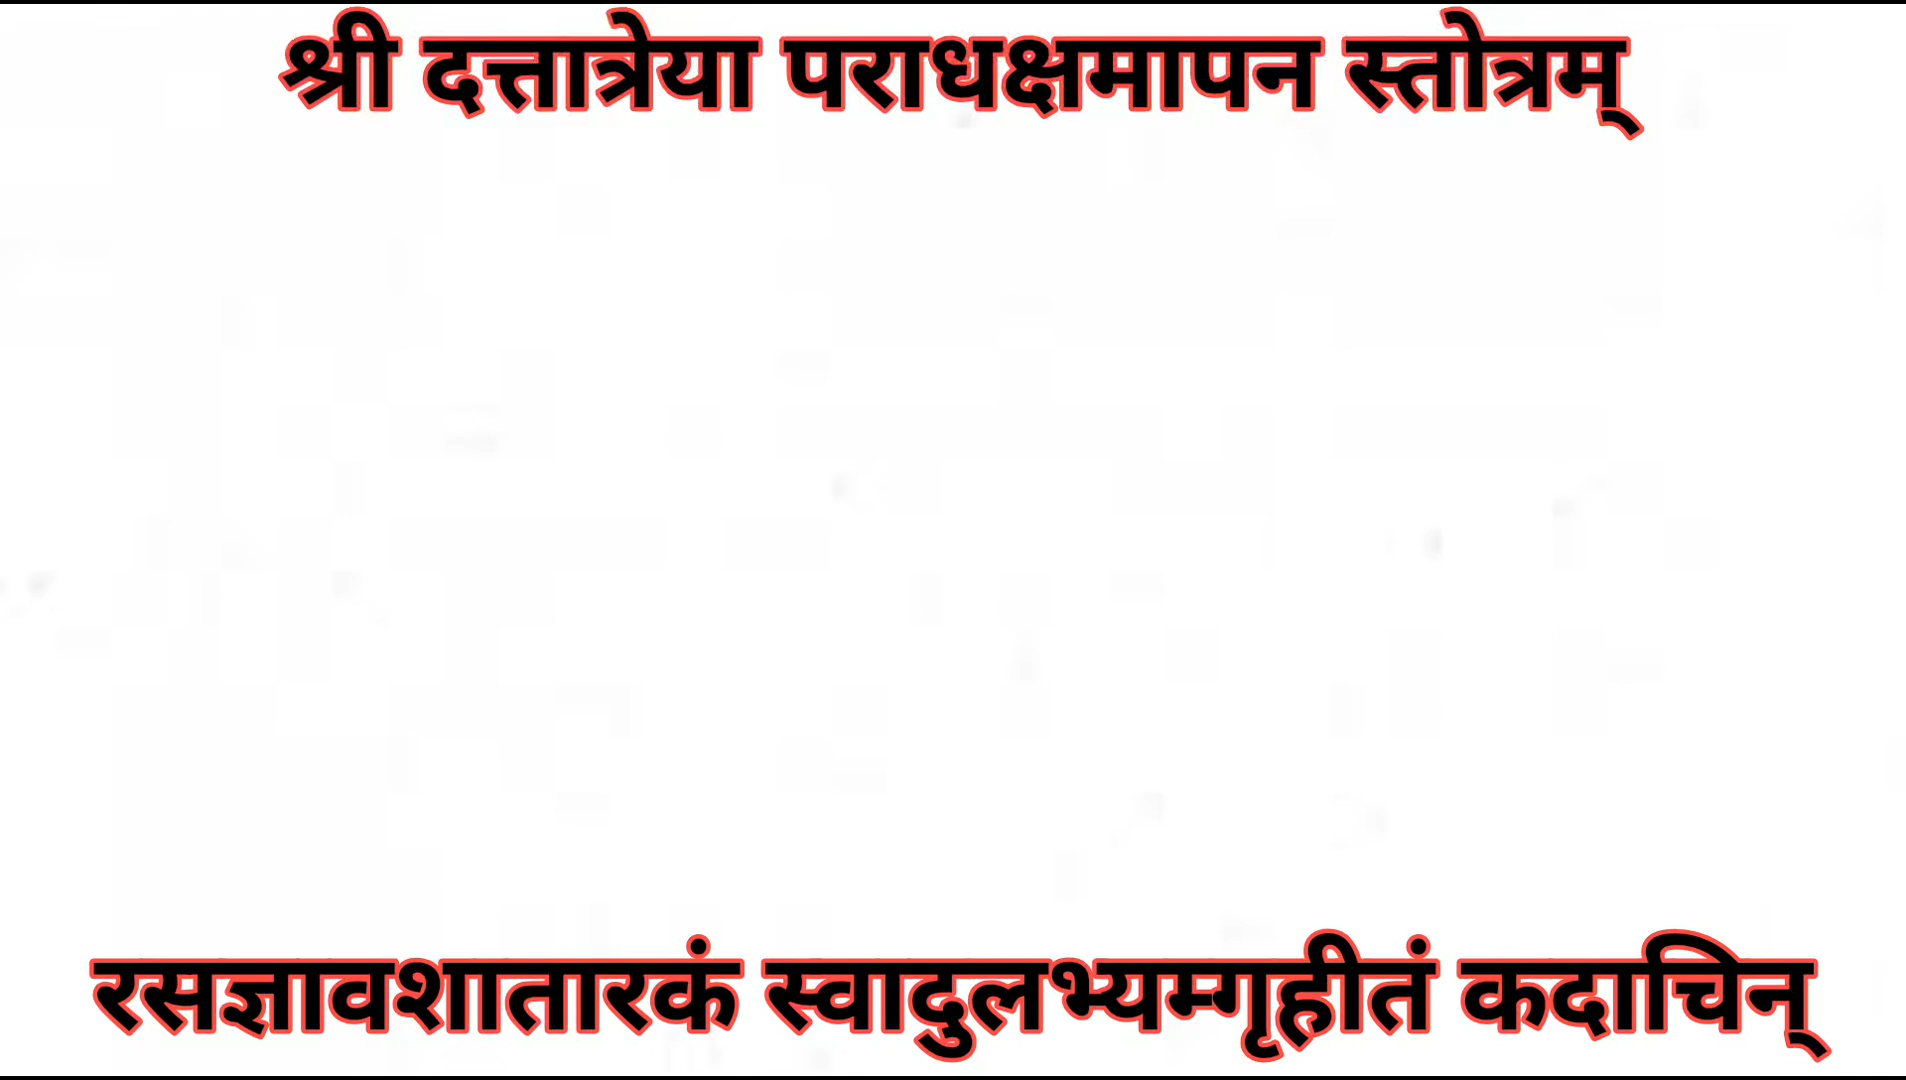 श्री दत्तात्रेया पराधक्षमापन स्तोत्रम्
रसज्ञावशातारकं स्वादुलभ्यम्गृहीतं कदाचिन्